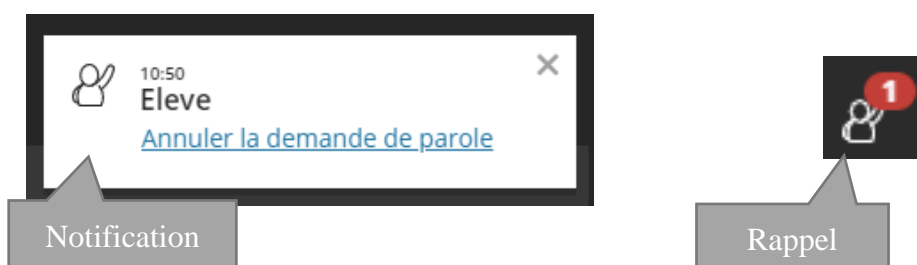 10:50
Eleve
Annuler la demande de parole
Notification
1
Rappel